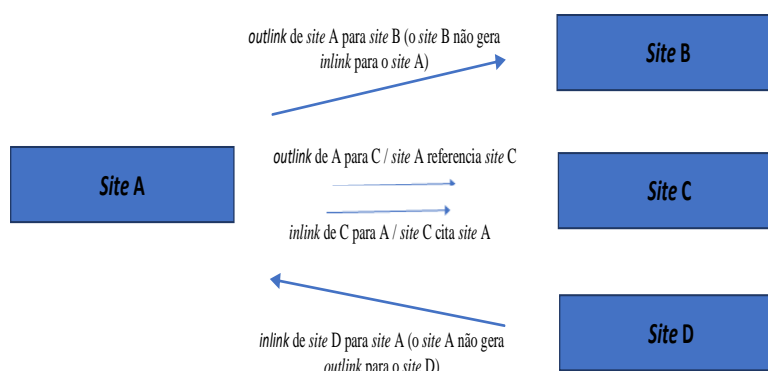 outlink de site A para site B (o site B não gera
inlink para o site A)
Site B
outlink de A para C / site A referencia site C
Site A
Site C
inlink de C para A / site C cita site A
inlink de site D para site A (o site A não gera
outlink para o site D)
Site D